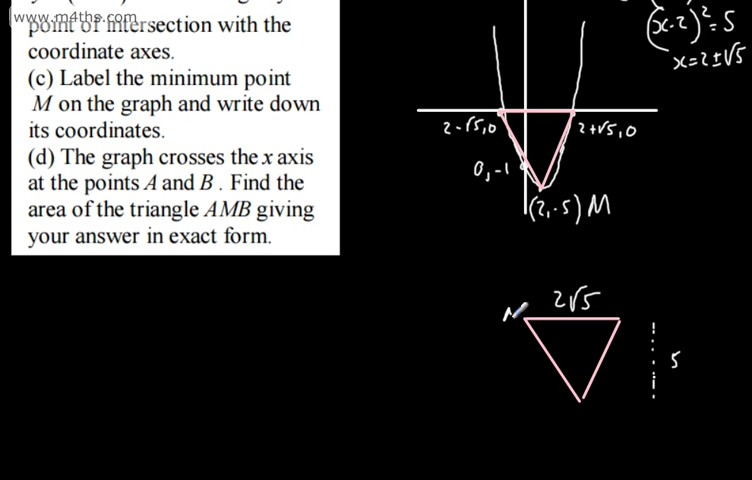 www.m4ths.com
point of intersection with the
coordinate axes.
(c) Label the minimum point
M on the graph and write down
its coordinates.
(d) The graph crosses the x axis
at the points A and B . Find the
area of the triangle AMB giving
your answer in exact form.
(x-2)²=5
x=2±√5
2-√5,0
2+√5,0
0,-1
(2,-5) M
2√5
5